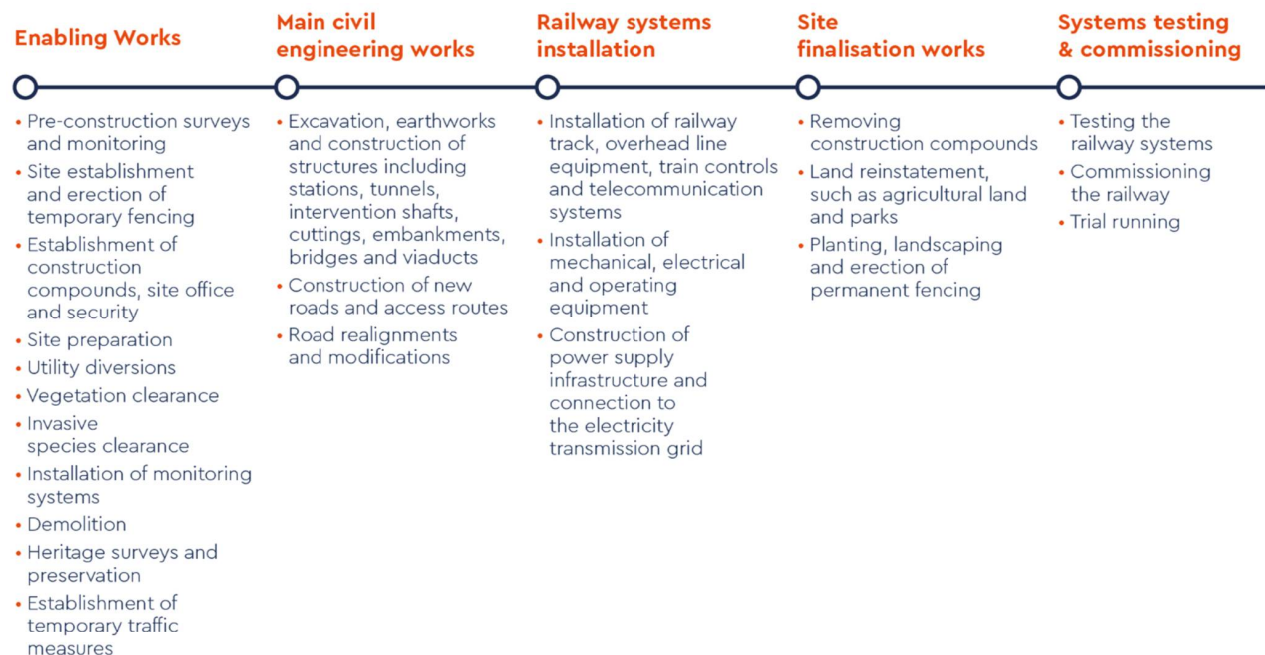 Enabling Works
• Pre-construction surveys
and monitoring
• Site establishment
and erection of
temporary fencing
• Establishment of
construction
compounds, site office
and security
• Site preparation
• Utility diversions
• Vegetation clearance
• Invasive
species clearance
• Installation of monitoring
systems
• Demolition
• Heritage surveys and
preservation
• Establishment of
temporary traffic
measures
Main civil
engineering works
• Excavation, earthworks
and construction of
structures including
stations, tunnels,
intervention shafts,
cuttings, embankments,
bridges and viaducts
• Construction of new
roads and access routes
• Road realignments
and modifications
Railway systems
installation
• Installation of railway
track, overhead line
equipment, train controls
and telecommunication
systems
• Installation of
mechanical, electrical
and operating
equipment
• Construction of
power supply
infrastructure and
connection to
the electricity
transmission grid
Site
finalisation works
• Removing
construction compounds
• Land reinstatement,
such as agricultural land
and parks
• Planting, landscaping
and erection of
permanent fencing
Systems testing
& commissioning
• Testing the
railway systems
• Commissioning
the railway
• Trial running